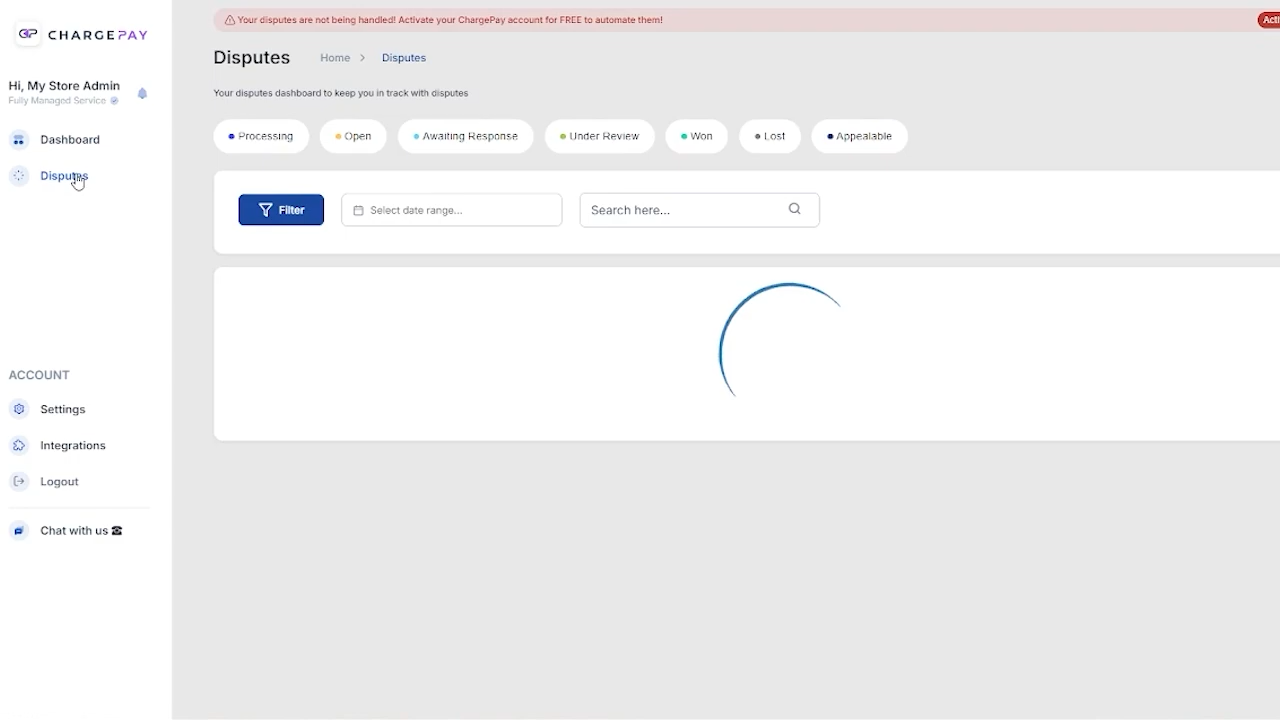 CHARGEPAY
Your disputes are not being handled! Activate your ChargePay account for FREE to automate them!
Disputes
Home > Disputes
Hi, My Store Admin
Fully Managed Service
Your disputes dashboard to keep you in track with disputes
Dashboard
Disputes
Processing
Open
Awaiting Response
Under Review
Won
Lost
Appealable
Filter
Select date range...
Search here...
ACCOUNT
Settings
Integrations
Logout
Chat with us